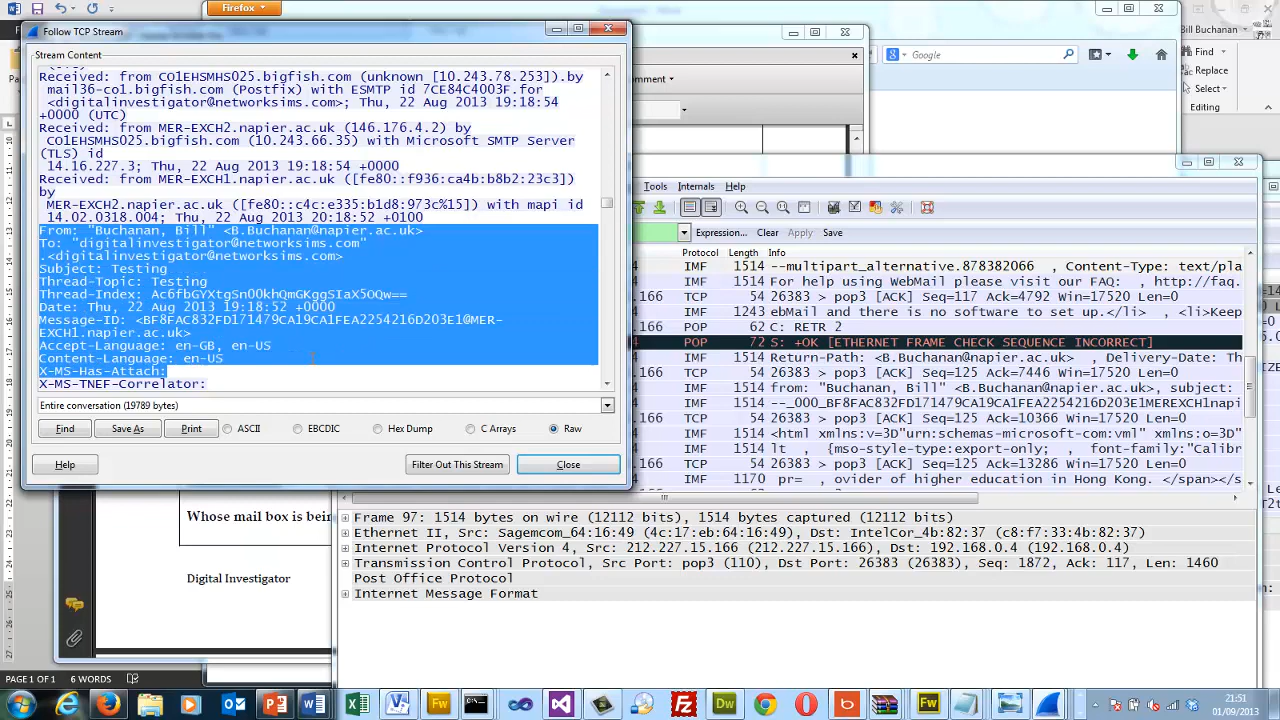 Firefox
Bill Buchanan
Follow TCP Stream
Stream Content
Received: from CO1EHSMHS025.bigfish.com (unknown [10.243.78.253]).by
mail36-co1.bigfish.com (Postfix) with ESMTP id 7CE84C4003F.for
<digitalinvestigator@networksims.com>; Thu, 22 Aug 2013 19:18:54
+0000 (UTC)
Received: from MER-EXCH2.napier.ac.uk (146.176.4.2) by
CO1EHSMHS025.bigfish.com (10.243.66.35) with Microsoft SMTP Server
(TLS) id
14.16.227.3; Thu, 22 Aug 2013 19:18:54 +0000
Received: from MER-EXCH1.napier.ac.uk ([fe80::f936:ca4b:b8b2:23c3])
by
MER-EXCH2.napier.ac.uk ([fe80::c4c:e335:b1d8:973c%15]) with mapi id
14.02.0318.004; Thu, 22 Aug 2013 20:18:52 +0100
From: "Buchanan, Bill" <B.Buchanan@napier.ac.uk>
To: "digitalinvestigator@networksims.com"
.<digitalinvestigator@networksims.com>
Subject: Testing
Thread-Topic: Testing
Thread-Index: Ac6fbGYXtgSn00khQmGKggSIaX5OQw==
Date: Thu, 22 Aug 2013 19:18:52 +0000
Message-ID: <BF8FAC832FD171479CA19CA1FEA2254216D203E1@MER-
EXCH1.napier.ac.uk>
Accept-Language: en-GB, en-US
Content-Language: en-US
X-MS-Has-Attach:
X-MS-TNEF-Correlator:
Entire conversation (19789 bytes)
Find Save As Print ASCII EBCDIC Hex Dump C Arrays Raw
Help Filter Out This Stream Close
Google
Find
Replace
Select
Editing
Tools Internals Help
Expression... Clear Apply Save
Protocol Length Info
IMF 1514 --multipart_alternative.878382066 , Content-Type: text/pla
IMF 1514 For help using WebMail please visit our FAQ: , http://faq.
TCP 54 26383 > pop3 [ACK] Seq=117 Ack=4792 Win=17520 Len=0
IMF 1243 ebMail and there is no software to set up.</li> , <li>Keep
.166 TCP 54 26383 > pop3 [ACK] Seq=117 Ack=5981 Win=16328 Len=0
.166 POP 62 C: RETR 2
4 POP 72 S: +OK [ETHERNET FRAME CHECK SEQUENCE INCORRECT]
IMF 1514 Return-Path: <B.Buchanan@napier.ac.uk> , Delivery-Date: Th
IMF 1514 from: "Buchanan, Bill" <B.Buchanan@napier.ac.uk>, subject:
IMF 1514 --_000_BF8FAC832FD171479CA19CA1FEA2254216D203E1MEREXCH1napi
.166 TCP 54 26383 > pop3 [ACK] Seq=125 Ack=10366 Win=17520 Len=0
IMF 1514 <html xmlns:v=3D"urn:schemas-microsoft-com:vml" xmlns:o=3D"
IMF 1514 lt , {mso-style-type:export-only; , font-family:"Calibr
.166 TCP 54 26383 > pop3 [ACK] Seq=125 Ack=13286 Win=17520 Len=0
IMF 1170 pr= , ovider of higher education in Hong Kong. </span></s
Frame 97: 1514 bytes on wire (12112 bits), 1514 bytes captured (12112 bits)
Ethernet II, Src: Sagemcom_64:16:49 (4c:17:eb:64:16:49), Dst: IntelCor_4b:82:37 (c8:f7:33:4b:82:37)
Internet Protocol Version 4, Src: 212.227.15.166 (212.227.15.166), Dst: 192.168.0.4 (192.168.0.4)
Transmission Control Protocol, Src Port: pop3 (110), Dst Port: 26383 (26383), Seq: 1872, Ack: 117, Len: 1460
Post Office Protocol
Internet Message Format
Whose mail box is bein
Digital Investigator
PAGE 1 OF 1 6 WORDS
21:51
01/09/2013